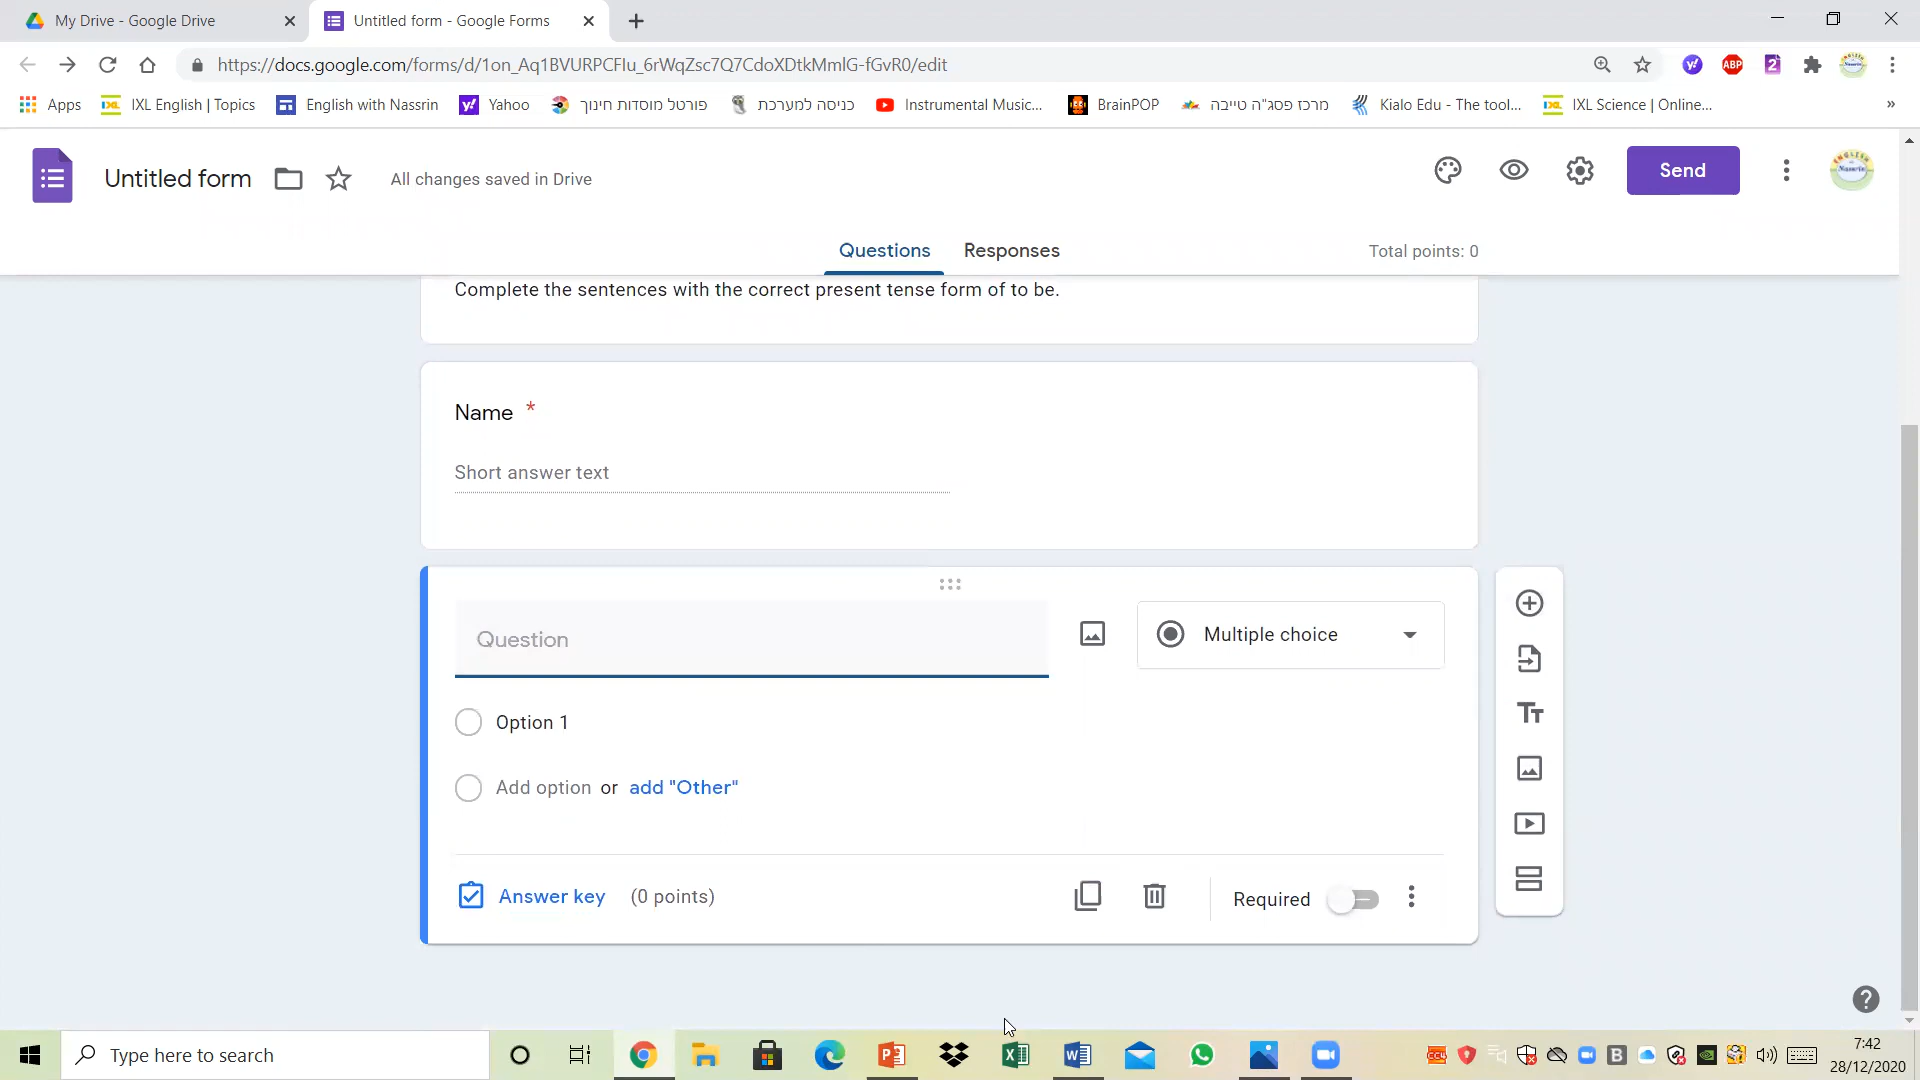 My Drive - Google Drive
Untitled form - Google Forms
https://docs.google.com/forms/d/1on_Aq1BVURPCFIu_6rWqZsc7Q7CdoXDtkMmlG-fGvR0/edit
Apps
IXL English | Topics
English with Nassrin
Yahoo
פורטל מוסדות חינוך
כניסה למערכת
Instrumental Music...
BrainPOP
מרכז פסג"ה טייבה
Kialo Edu - The tool...
IXL Science | Online...
»
Untitled form
All changes saved in Drive
Send
Questions
Responses
Total points: 0
Complete the sentences with the correct present tense form of to be.
Name *
Short answer text
Question
Multiple choice
Option 1
Add option or add "Other"
Answer key (0 points)
Required
Type here to search
7:42
28/12/2020